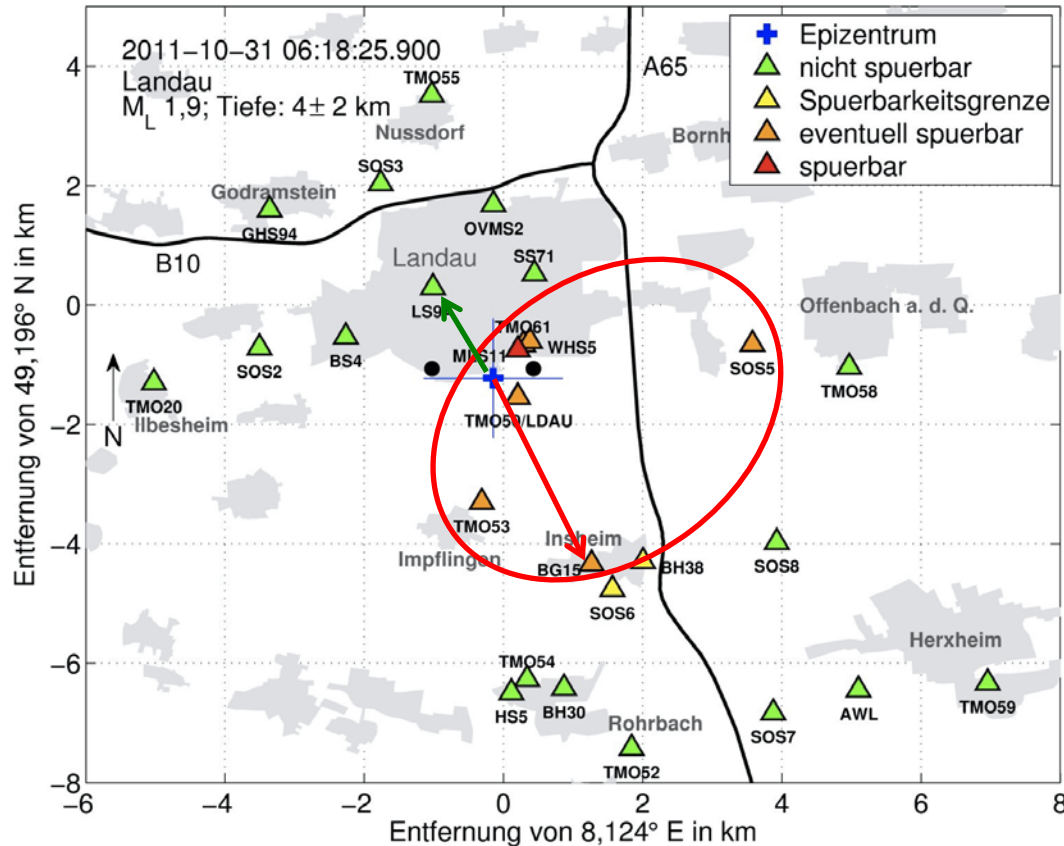 2011−10−31 06:18:25.900
Landau
M_L 1,9; Tiefe: 4± 2 km
Epizentrum
nicht spuerbar
Spuerbarkeitsgrenze
eventuell spuerbar
spuerbar
A65
B10
N
TMO55
Nussdorf
Bornh
SOS3
Godramstein
GHS94
OVMS2
SS71
Landau
Offenbach a. d. Q.
TMO61
WHS5
SOS2
BS4
SOS5
TMO58
TMO20
Ilbesheim
TMO50/LDAU
TMO53
Impflingen
Insheim
BG15
BH38
SOS6
SOS8
Herxheim
TMO54
HS5
BH30
Rohrbach
TMO52
SOS7
AWL
TMO59
4
2
0
−2
−4
−6
−8
−6
−4
−2
0
2
4
6
8
Entfernung von 49,196° N in km
Entfernung von 8,124° E in km